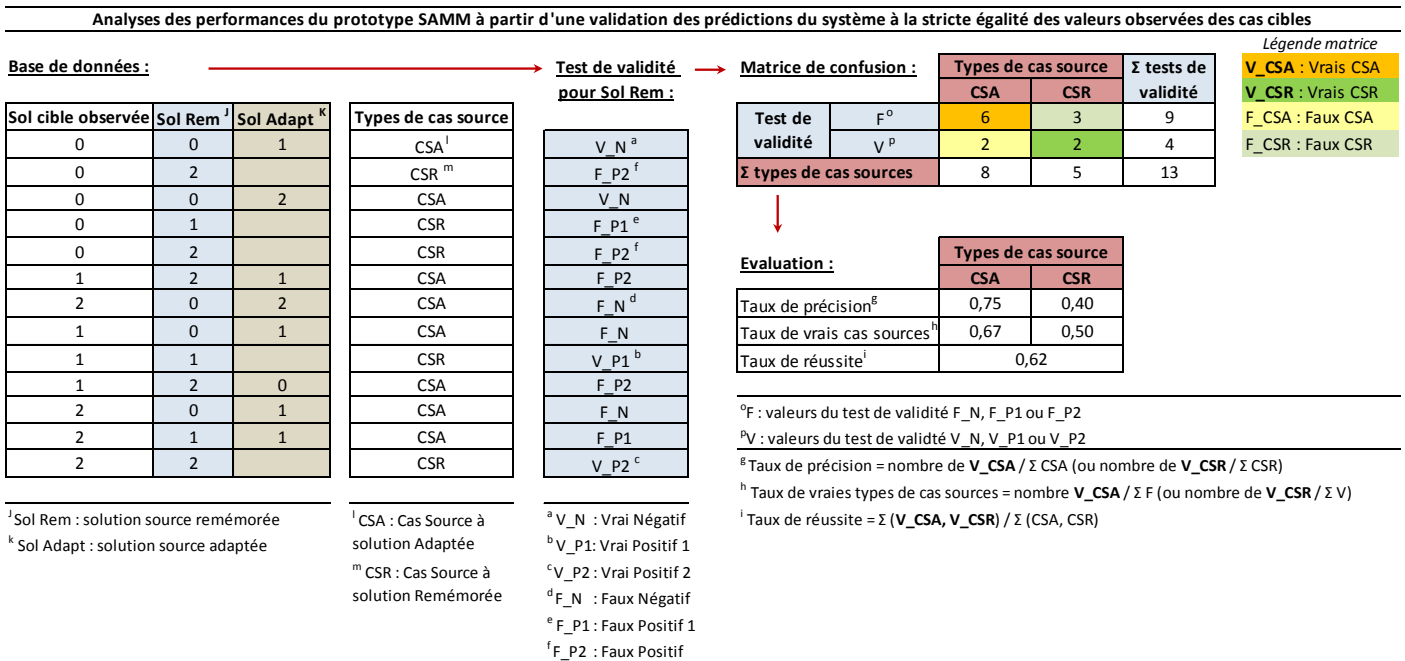 Analyses des performances du prototype SAMM à partir d'une validation des prédictions du système à la stricte égalité des valeurs observées des cas cibles
Base de données :
Sol cible observée Sol Rem J Sol Adapt K
0 0 1
0 2
0 0 2
0 1
0 2
1 2 1
2 0 2
1 0 1
1 1
1 2 0
2 0 1
2 1 1
2 2
J Sol Rem : solution source remémorée
k Sol Adapt : solution source adaptée
Types de cas source
CSA l
CSR m
CSA
CSR
CSR
CSA
CSA
CSA
CSR
CSA
CSA
CSA
CSR
l CSA : Cas Source à
solution Adaptée
m CSR : Cas Source à
solution Remémorée
Test de validité
pour Sol Rem :
V_N a
F_P2 f
V_N
F_P1 e
F_P2 f
F_P2
F_N d
F_N
V_P1 b
F_P2
F_N
F_P1
V_P2 c
a V_N : Vrai Négatif
b V_P1: Vrai Positif 1
c V_P2 : Vrai Positif 2
d F_N : Faux Négatif
e F_P1 : Faux Positif 1
f F_P2 : Faux Positif
Matrice de confusion :
Types de cas source
Σ tests de
validité
CSA CSR
Test de
validité
F o 6 3 9
V p 2 2 4
Σ types de cas sources 8 5 13
Légende matrice
V_CSA : Vrais CSA
V_CSR : Vrais CSR
F_CSA : Faux CSA
F_CSR : Faux CSR
Evaluation :
Types de cas source
CSA CSR
Taux de précision g 0,75 0,40
Taux de vrais cas sources h 0,67 0,50
Taux de réussite i 0,62
o F : valeurs du test de validité F_N, F_P1 ou F_P2
p V : valeurs du test de validté V_N, V_P1 ou V_P2
g Taux de précision = nombre de V_CSA / Σ CSA (ou nombre de V_CSR / Σ CSR)
h Taux de vraies types de cas sources = nombre V_CSA / Σ F (ou nombre de V_CSR / Σ V)
i Taux de réussite = Σ (V_CSA, V_CSR) / Σ (CSA, CSR)